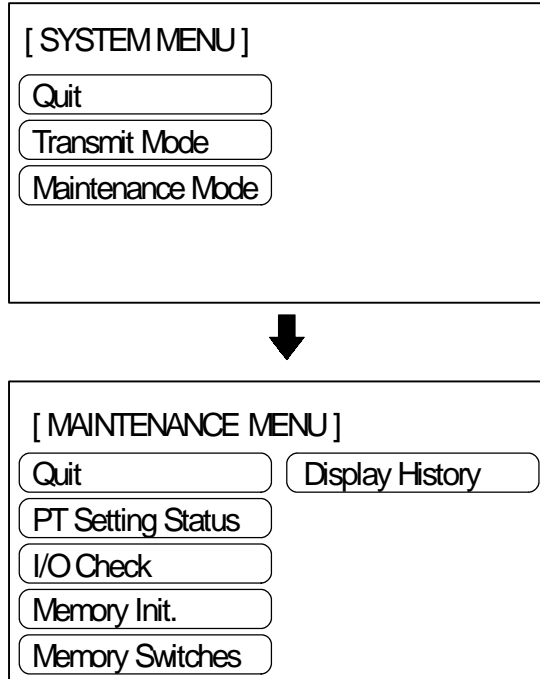 [ SYSTEM MENU ]
Quit
Transmit Mode
Maintenance Mode
[ MAINTENANCE MENU ]
Quit
Display History
PT Setting Status
I/O Check
Memory Init.
Memory Switches